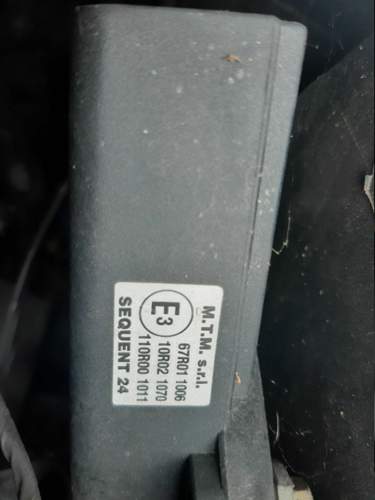 M.T.M. s.r.l.
E3
67R01 1006
10R02 1070
110R00 1011
SEQUENT 24